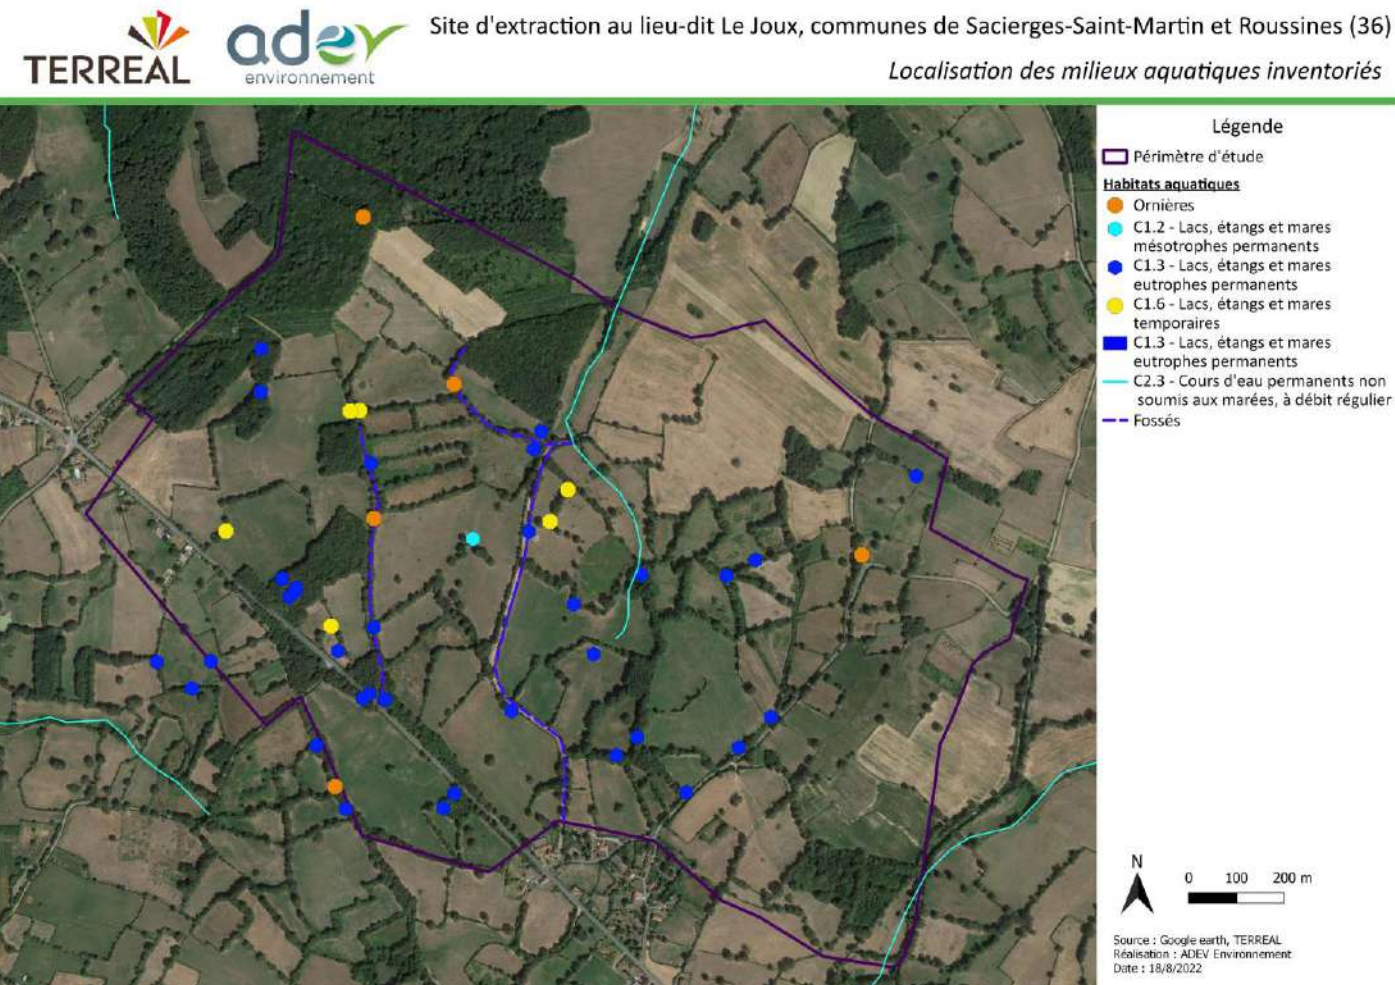 TERREAL
adev
environnement
Site d'extraction au lieu-dit Le Joux, communes de Sacierges-Saint-Martin et Roussines (36)
Localisation des milieux aquatiques inventoriés
Légende
Périmètre d'étude
Habitats aquatiques
Ornières
C1.2 - Lacs, étangs et mares
mésotrophes permanents
C1.3 - Lacs, étangs et mares
eutrophes permanents
C1.6 - Lacs, étangs et mares
temporaires
C1.3 - Lacs, étangs et mares
eutrophes permanents
C2.3 - Cours d'eau permanents non
soumis aux marées, à débit régulier
Fossés
N
0 100 200 m
Source : Google earth, TERREAL
Réalisation : ADEV Environnement
Date : 18/8/2022